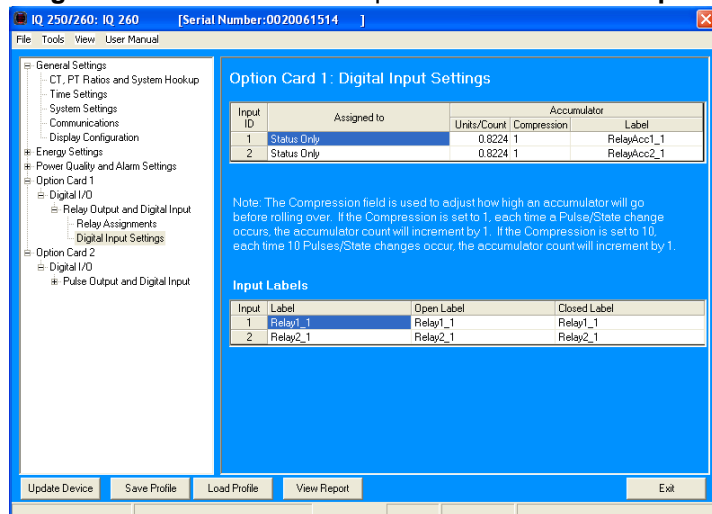 IQ 250/260: IQ 260 [Serial Number:0020061514 ]
File Tools View User Manual
General Settings
CT, PT Ratios and System Hookup
Time Settings
System Settings
Communications
Display Configuration
Energy Settings
Power Quality and Alarm Settings
Option Card 1
Digital I/O
Relay Output and Digital Input
Relay Assignments
Digital Input Settings
Option Card 2
Digital I/O
Pulse Output and Digital Input
Option Card 1: Digital Input Settings
Input ID Assigned to Accumulator
Units/Count Compression Label
1 Status Only 0.8224 1 RelayAcc1_1
2 Status Only 0.8224 1 RelayAcc2_1
Note: The Compression field is used to adjust how high an accumulator will go
before rolling over. If the Compression is set to 1, each time a Pulse/State change
occurs, the accumulator count will increment by 1. If the Compression is set to 10,
each time 10 Pulses/State changes occur, the accumulator count will increment by 1.
Input Labels
Input Label Open Label Closed Label
1 Relay1_1 Relay1_1 Relay1_1
2 Relay2_1 Relay2_1 Relay2_1
Update Device Save Profile Load Profile View Report Exit